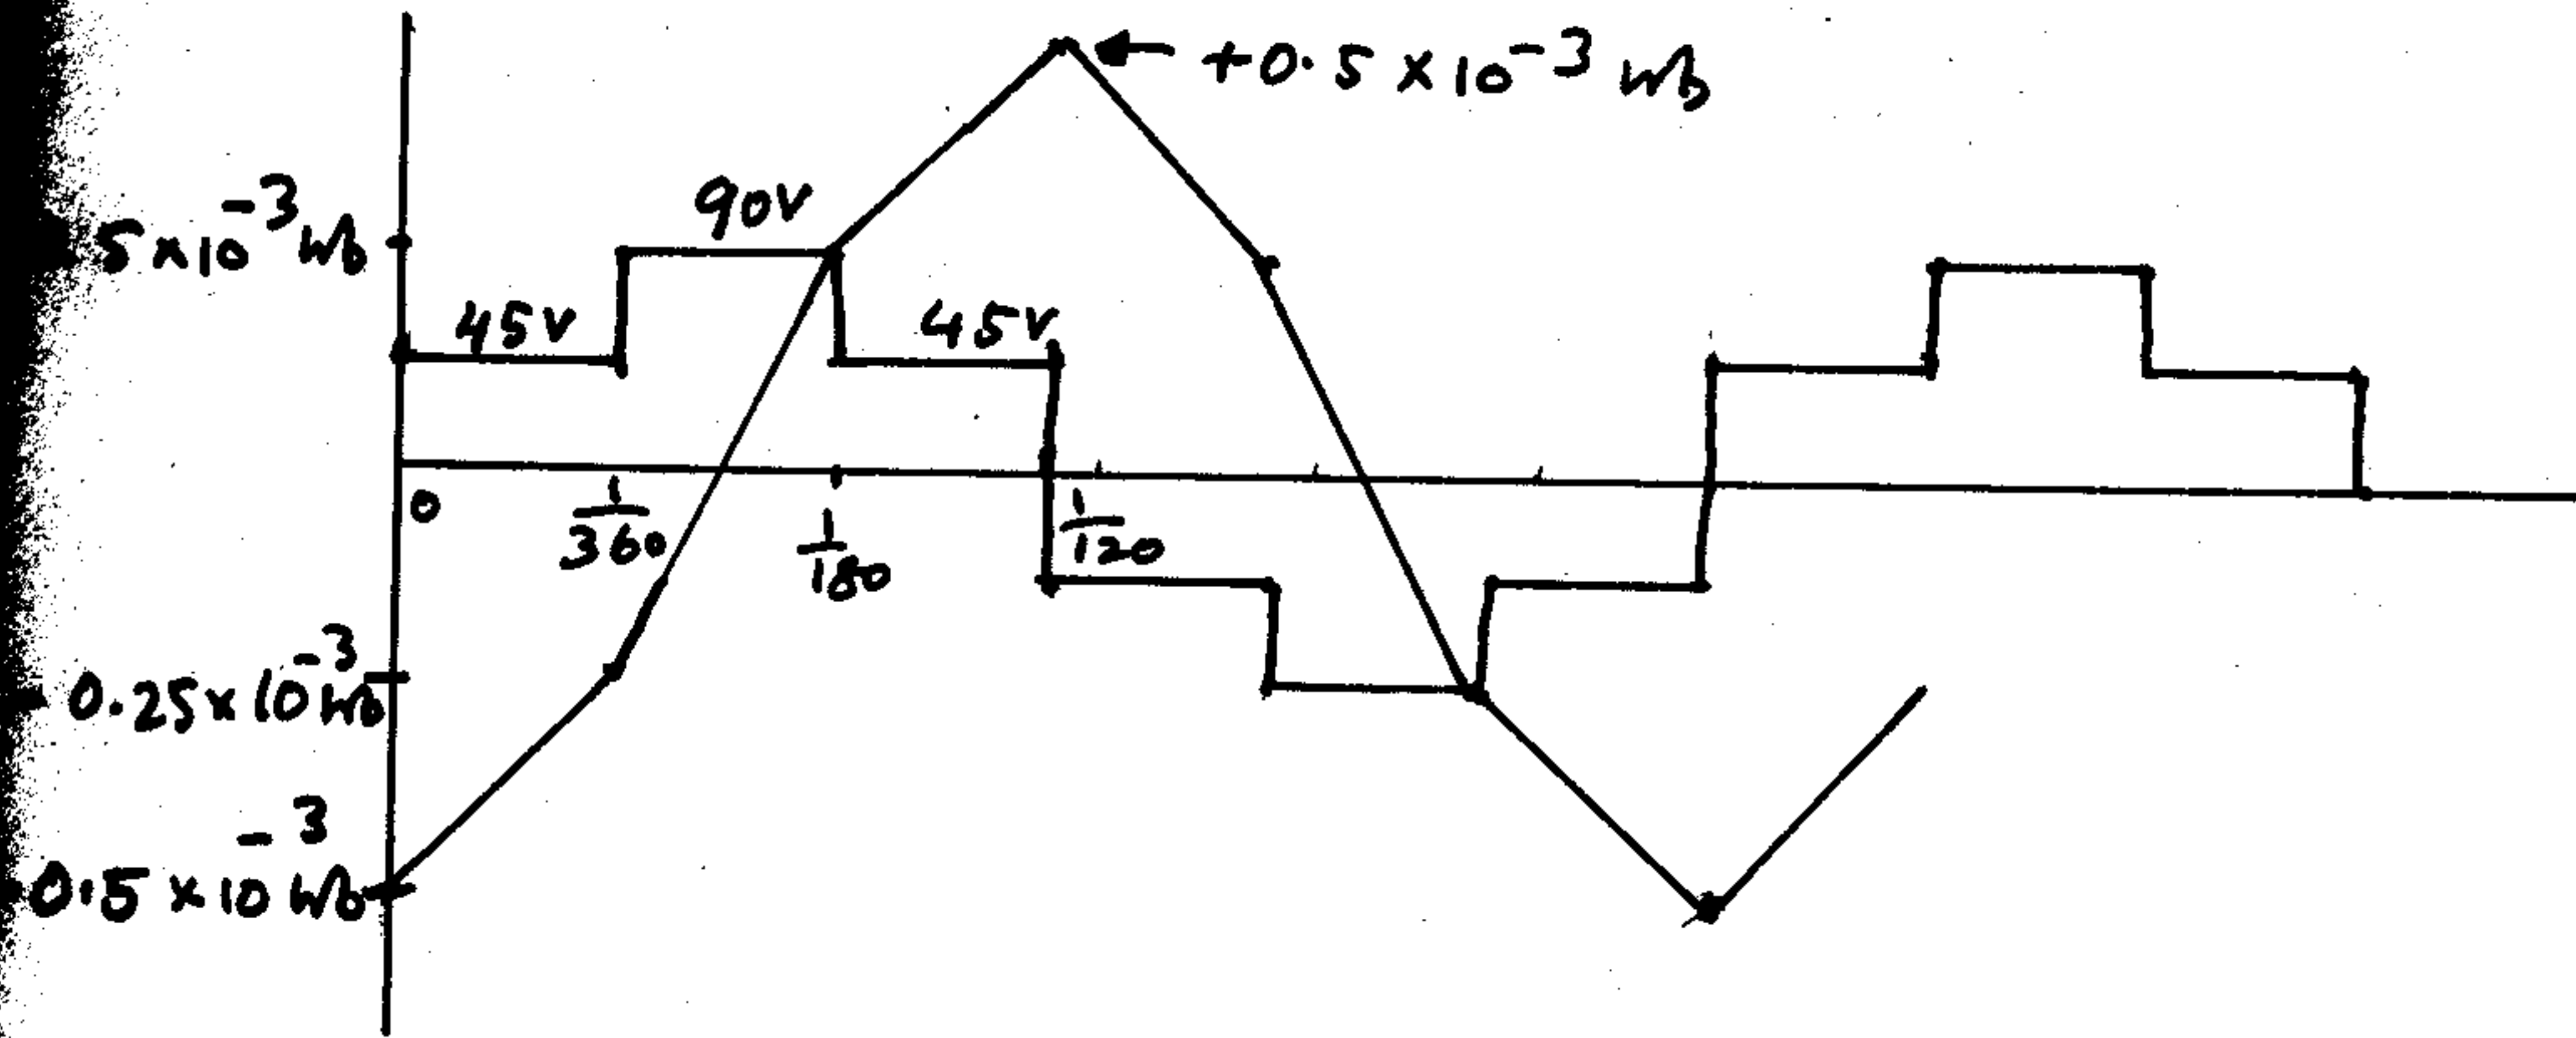 +0.5 x 10⁻³ Wb
5 x 10⁻³ Wb
90V
45V
45V
0
1/360
1/180
1/120
0.25 x 10⁻³ Wb
0.5 x 10⁻³ Wb